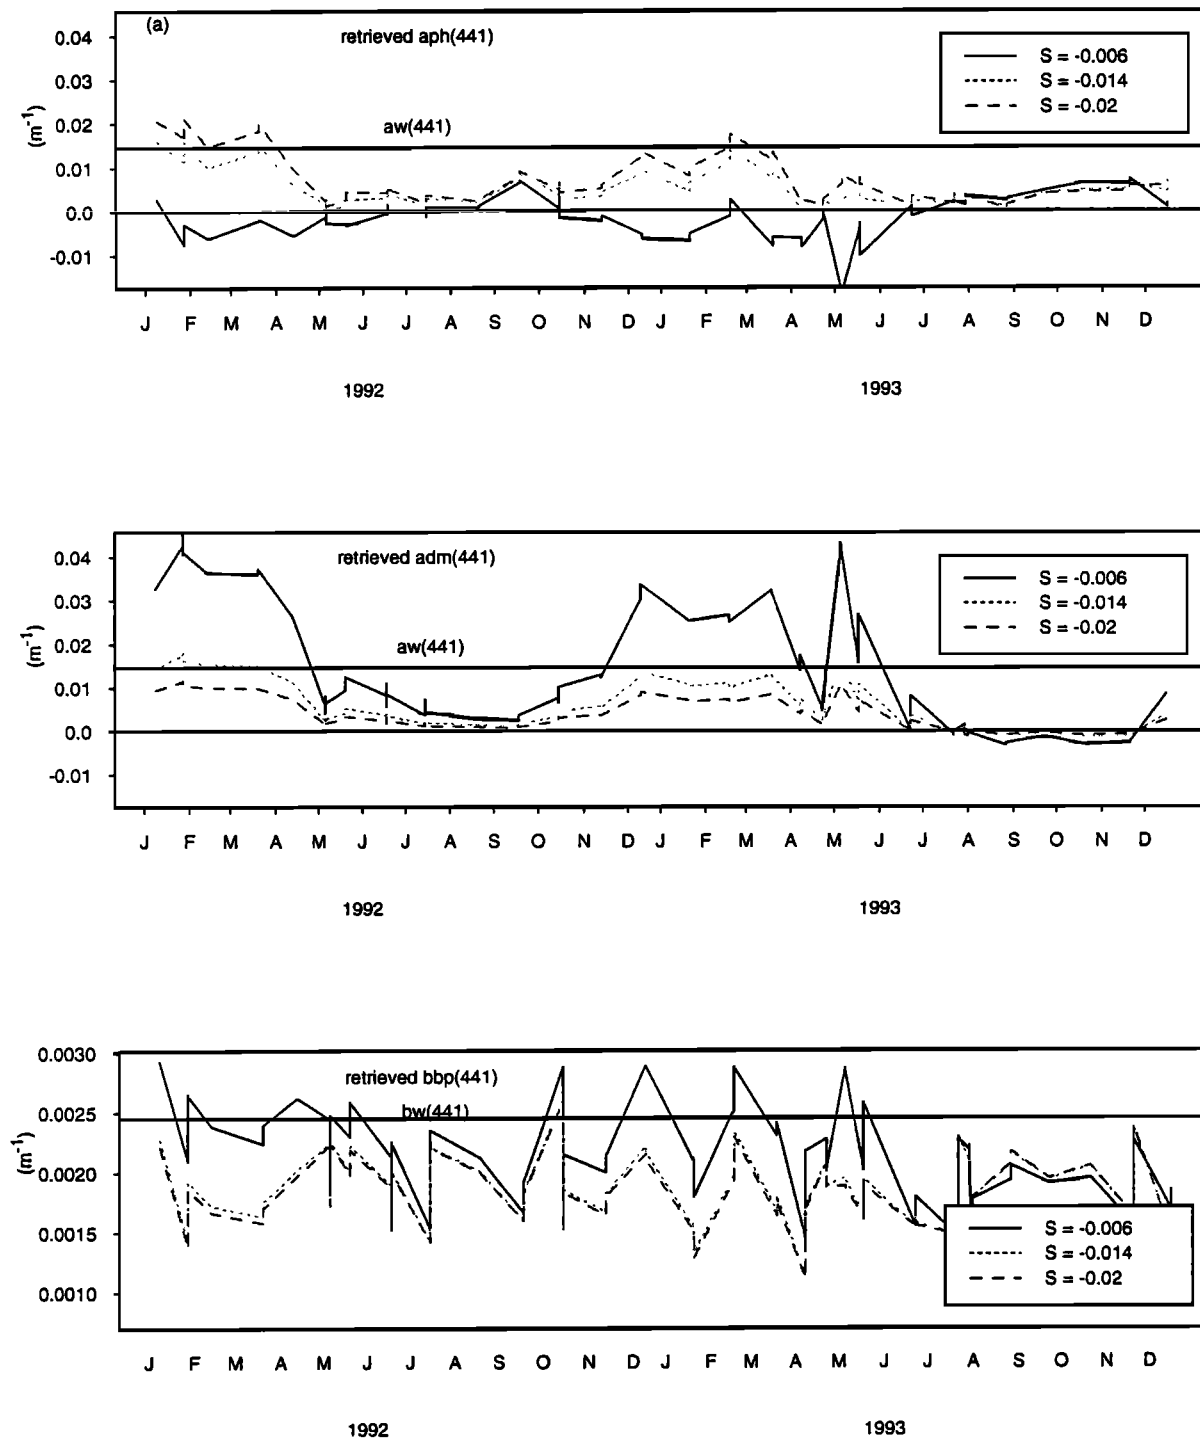 (a)
retrieved aph(441)
S = -0.006
S = -0.014
S = -0.02
0.04
0.03
0.02
0.01
0.0
-0.01
(m⁻¹)
aw(441)
J F M A M J J A S O N D J F M A M J J A S O N D
1992 1993
retrieved adm(441)
S = -0.006
S = -0.014
S = -0.02
0.04
0.03
0.02
0.01
0.0
-0.01
(m⁻¹)
aw(441)
J F M A M J J A S O N D J F M A M J J A S O N D
1992 1993
0.0030
0.0025
0.0020
0.0015
0.0010
(m⁻¹)
retrieved bbp(441)
bw(441)
S = -0.006
S = -0.014
S = -0.02
J F M A M J J A S O N D J F M A M J J A S O N D
1992 1993